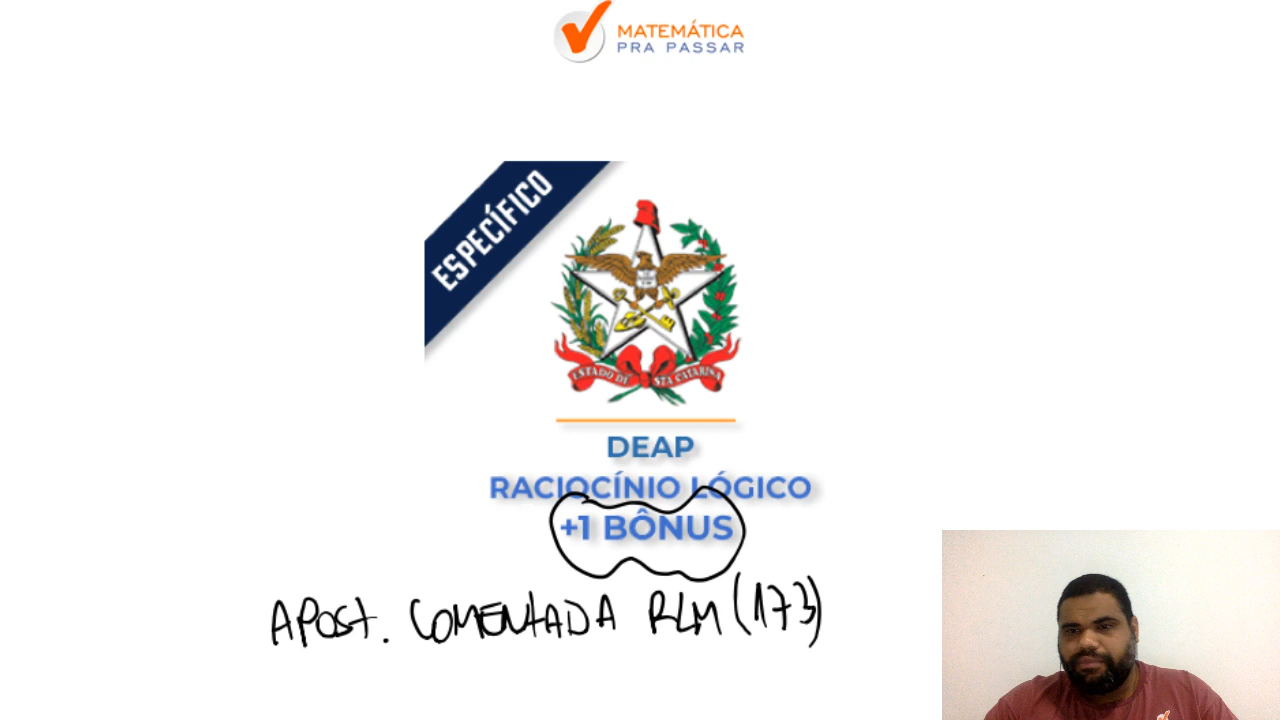 MATEMÁTICA
PRA PASSAR
ESPECÍFICO
ESTADO DE STA CATARINA
DEAP
RACIOCÍNIO LÓGICO
+1 BÔNUS
APOST. COMENTADA RLM (173)